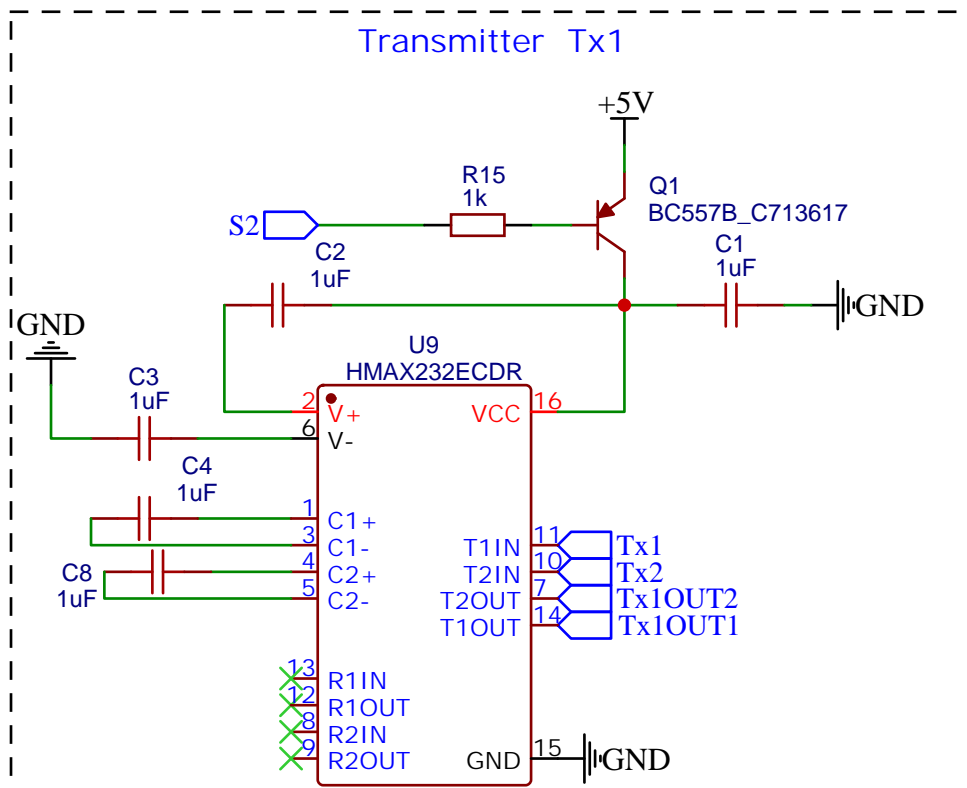 Transmitter Tx1
+5V
R15
1k
Q1
BC557B_C713617
S2
C2
1uF
C1
1uF
GND
GND
U9
HMAX232ECDR
C3
1uF
2
V+
VCC
16
6
V-
C4
1uF
1
C1+
3
C1-
T1IN
11
Tx1
4
C2+
T2IN
10
Tx2
C8
1uF
5
C2-
T2OUT
7
Tx1OUT2
T1OUT
14
Tx1OUT1
13
R1IN
12
R1OUT
8
R2IN
9
R2OUT
GND
15
GND